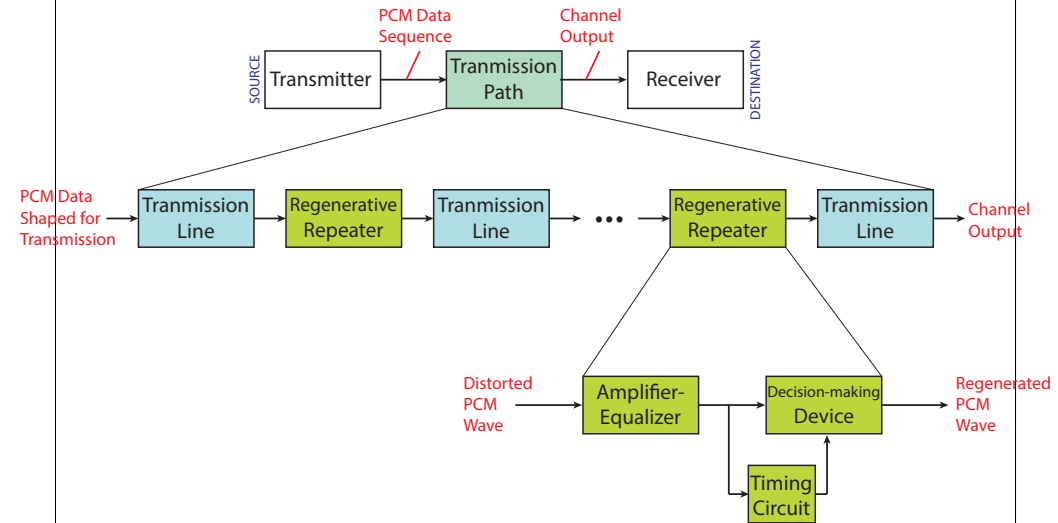 PCM Data
Sequence
Channel
Output
SOURCE
Transmitter
Tranmission
Path
Receiver
DESTINATION
PCM Data
Shaped for
Transmission
Tranmission
Line
Regenerative
Repeater
Tranmission
Line
•••
Regenerative
Repeater
Tranmission
Line
Channel
Output
Distorted
PCM
Wave
Amplifier-
Equalizer
Decision-making
Device
Regenerated
PCM
Wave
Timing
Circuit